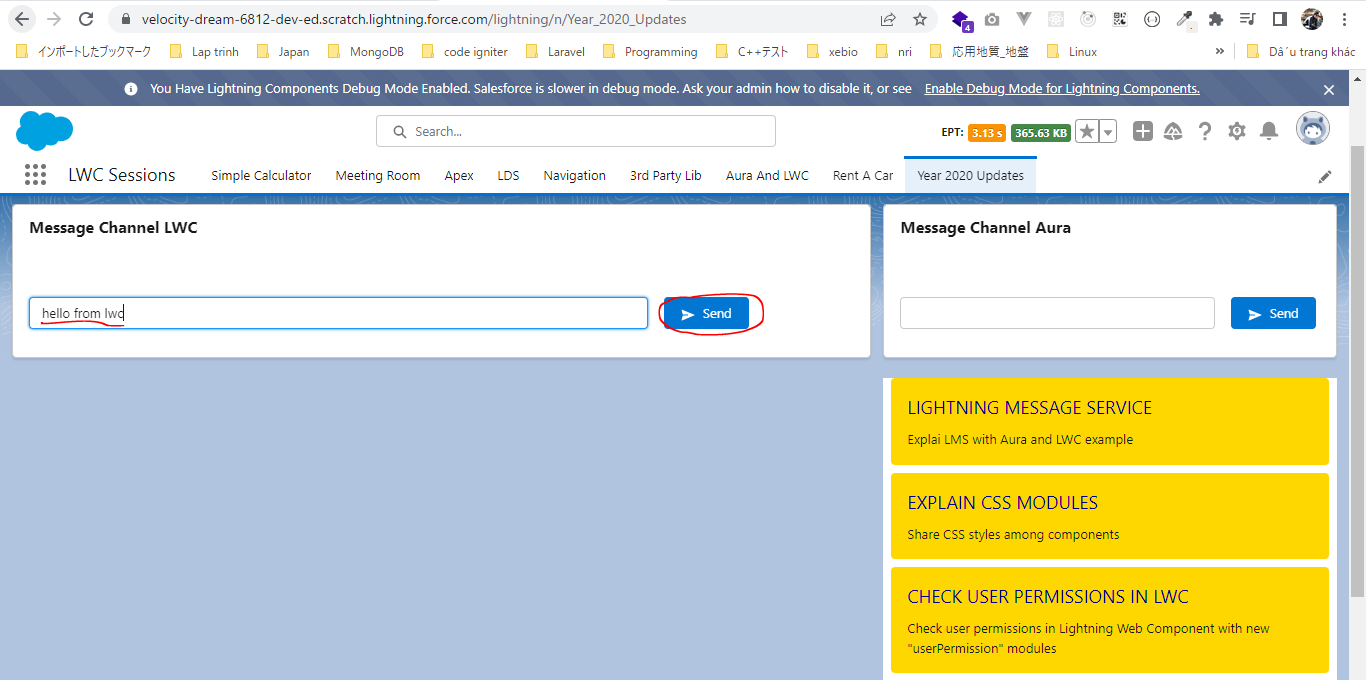 velocity-dream-6812-dev-ed.scratch.lightning.force.com/lightning/n/Year_2020_Updates
4
インポートしたブックマーク Lap trinh Japan MongoDB code igniter Laravel Programming C++テスト xebio nri 応用地質_地盤 Linux » Dấu trang khác
You Have Lightning Components Debug Mode Enabled. Salesforce is slower in debug mode. Ask your admin how to disable it, or see Enable Debug Mode for Lightning Components.
Search...
EPT: 3.13 s 365.63 KB
LWC Sessions Simple Calculator Meeting Room Apex LDS Navigation 3rd Party Lib Aura And LWC Rent A Car Year 2020 Updates
Message Channel LWC
hello from lwc
Send
Message Channel Aura
Send
LIGHTNING MESSAGE SERVICE
Explai LMS with Aura and LWC example
EXPLAIN CSS MODULES
Share CSS styles among components
CHECK USER PERMISSIONS IN LWC
Check user permissions in Lightning Web Component with new
"userPermission" modules